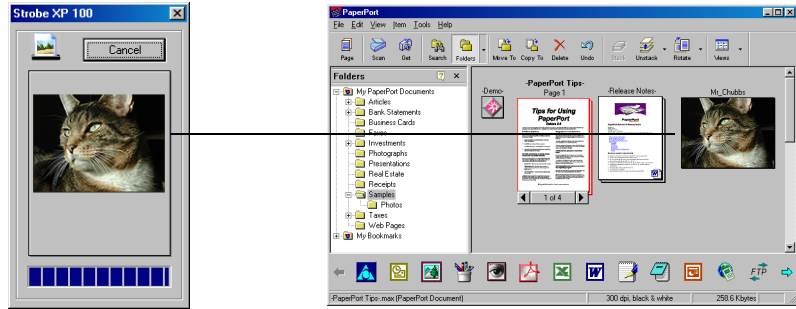 Strobe XP 100
Cancel
PaperPort
File Edit View Item Tools Help
Page Scan Get Search Folders Move To Copy To Delete Undo Stack Unstack Rotate Views
Folders
My PaperPort Documents
Articles
Bank Statements
Business Cards
Faxes
Investments
Photographs
Presentations
Real Estate
Receipts
Samples
Photos
Taxes
Web Pages
My Bookmarks
-Demo-
-PaperPort Tips-
Page 1
Tips for Using
PaperPort
1 of 4
-Release Notes-
PaperPort
Mr_Chubbs
FTP
-PaperPort Tips-.max (PaperPort Document)
300 dpi, black & white
258.6 Kbytes